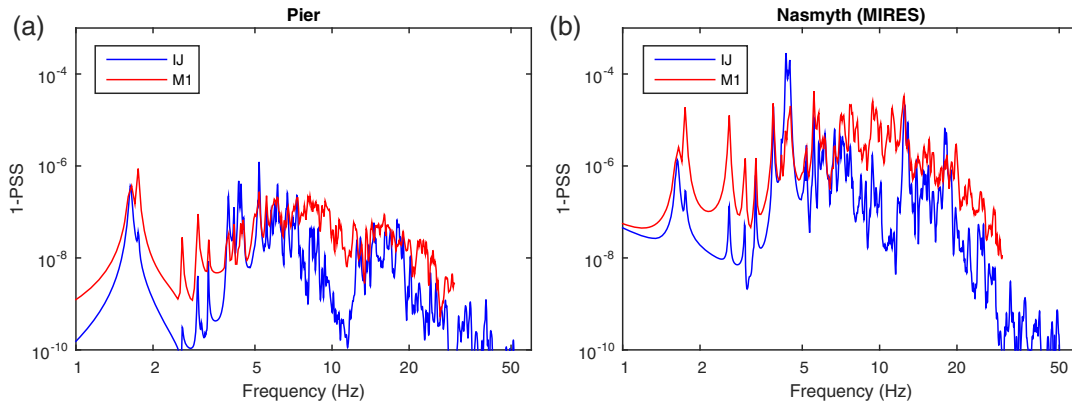 (a)
Pier
IJ
M1
10^-4
10^-6
10^-8
10^-10
1-PSS
1 2 5 10 20 50
Frequency (Hz)
(b)
Nasmyth (MIRES)
IJ
M1
10^-4
10^-6
10^-8
10^-10
1-PSS
1 2 5 10 20 50
Frequency (Hz)